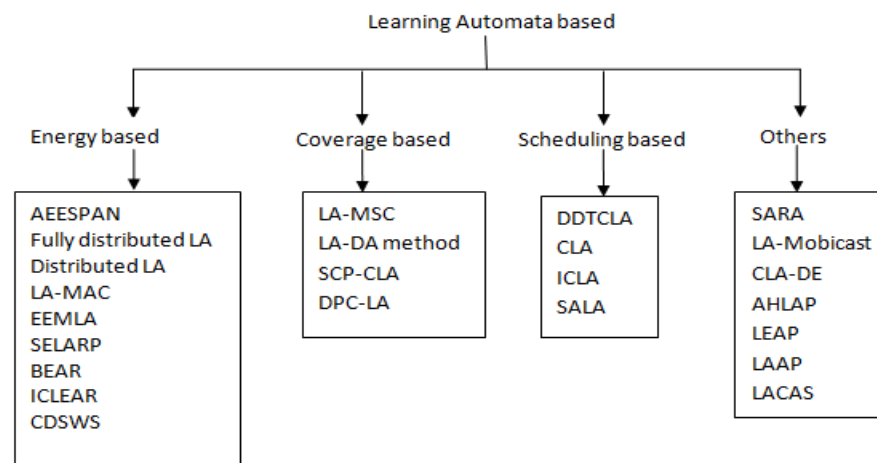 Learning Automata based
Energy based
Coverage based
Scheduling based
Others
AEESPAN
Fully distributed LA
Distributed LA
LA-MAC
EEMLA
SELARP
BEAR
ICLEAR
CDSWS
LA-MSC
LA-DA method
SCP-CLA
DPC-LA
DDTCLA
CLA
ICLA
SALA
SARA
LA-Mobicast
CLA-DE
AHLAP
LEAP
LAAP
LACAS